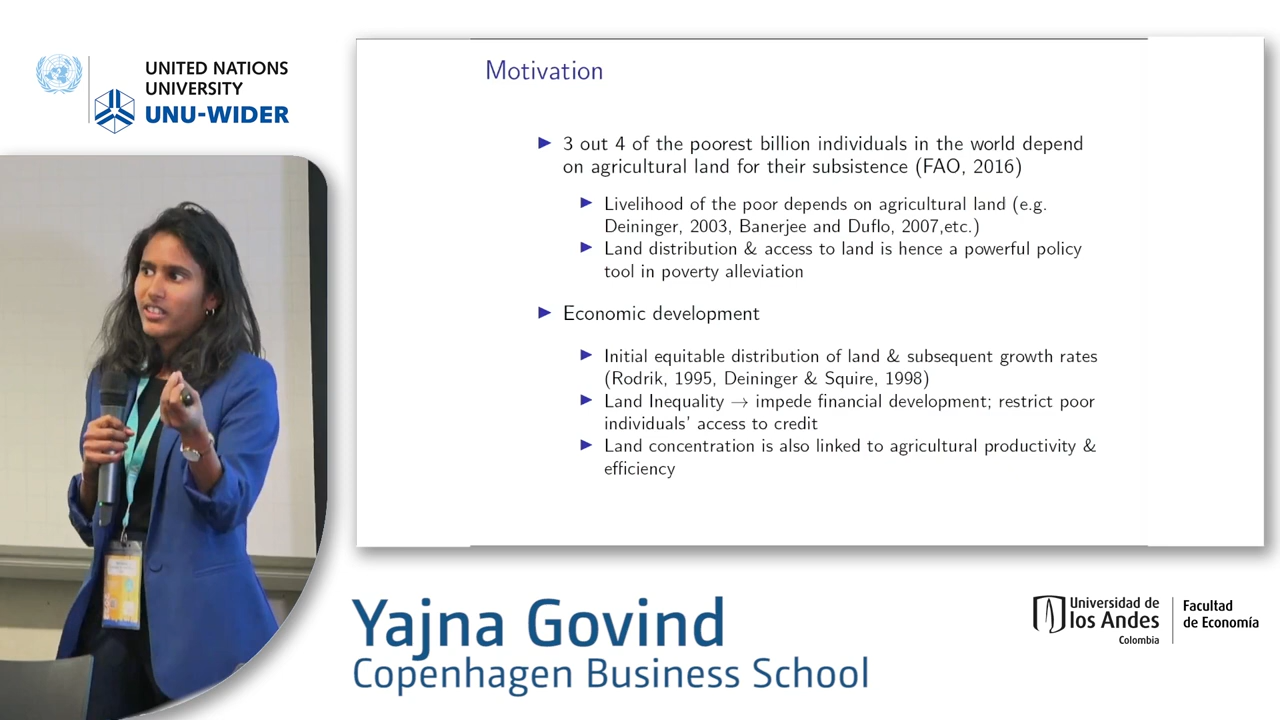 UNITED NATIONS
UNIVERSITY
UNU-WIDER
Motivation
3 out 4 of the poorest billion individuals in the world depend
on agricultural land for their subsistence (FAO, 2016)
Livelihood of the poor depends on agricultural land (e.g.
Deininger, 2003, Banerjee and Duflo, 2007,etc.)
Land distribution & access to land is hence a powerful policy
tool in poverty alleviation
Economic development
Initial equitable distribution of land & subsequent growth rates
(Rodrik, 1995, Deininger & Squire, 1998)
Land Inequality → impede financial development; restrict poor
individuals' access to credit
Land concentration is also linked to agricultural productivity &
efficiency
Yajna Govind
Copenhagen Business School
Universidad de
los Andes
Colombia
Facultad
de Economía